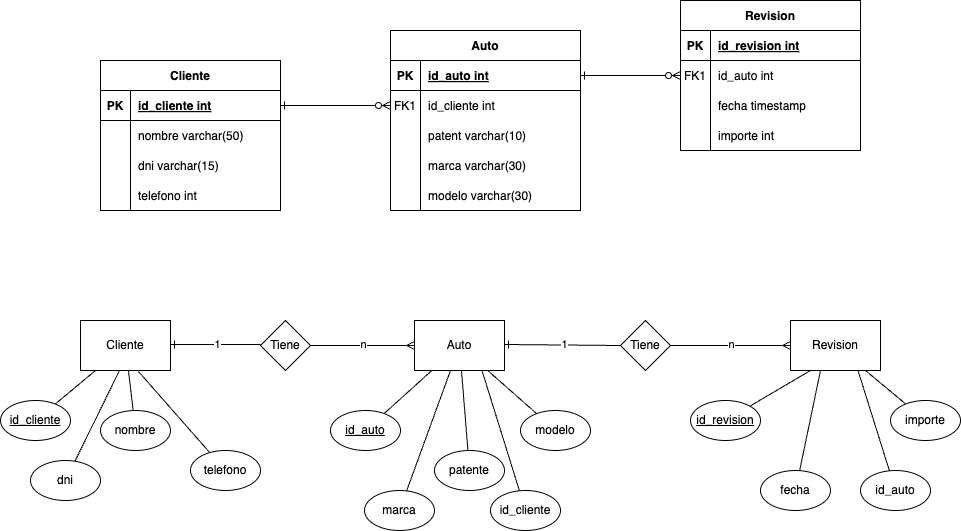 Cliente
PK id_cliente int
nombre varchar(50)
dni varchar(15)
telefono int
Auto
PK id_auto int
FK1 id_cliente int
patent varchar(10)
marca varchar(30)
modelo varchar(30)
Revision
PK id_revision int
FK1 id_auto int
fecha timestamp
importe int
Cliente
1
Tiene
n
Auto
1
Tiene
n
Revision
id_cliente
dni
nombre
telefono
id_auto
marca
patente
id_cliente
modelo
id_revision
fecha
id_auto
importe